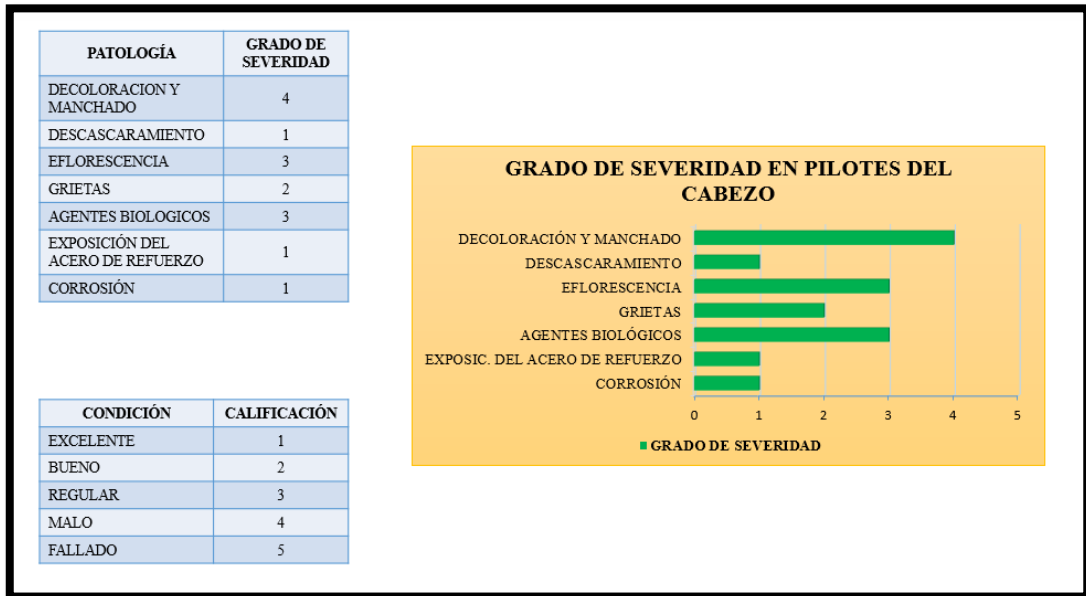 PATOLOGÍA GRADO DE SEVERIDAD
DECOLORACION Y MANCHADO 4
DESCASCARAMIENTO 1
EFLORESCENCIA 3
GRIETAS 2
AGENTES BIOLOGICOS 3
EXPOSICIÓN DEL ACERO DE REFUERZO 1
CORROSIÓN 1
CONDICIÓN CALIFICACIÓN
EXCELENTE 1
BUENO 2
REGULAR 3
MALO 4
FALLADO 5
GRADO DE SEVERIDAD EN PILOTES DEL
CABEZO
DECOLORACIÓN Y MANCHADO
DESCASCARAMIENTO
EFLORESCENCIA
GRIETAS
AGENTES BIOLÓGICOS
EXPOSIC. DEL ACERO DE REFUERZO
CORROSIÓN
0 1 2 3 4 5
GRADO DE SEVERIDAD